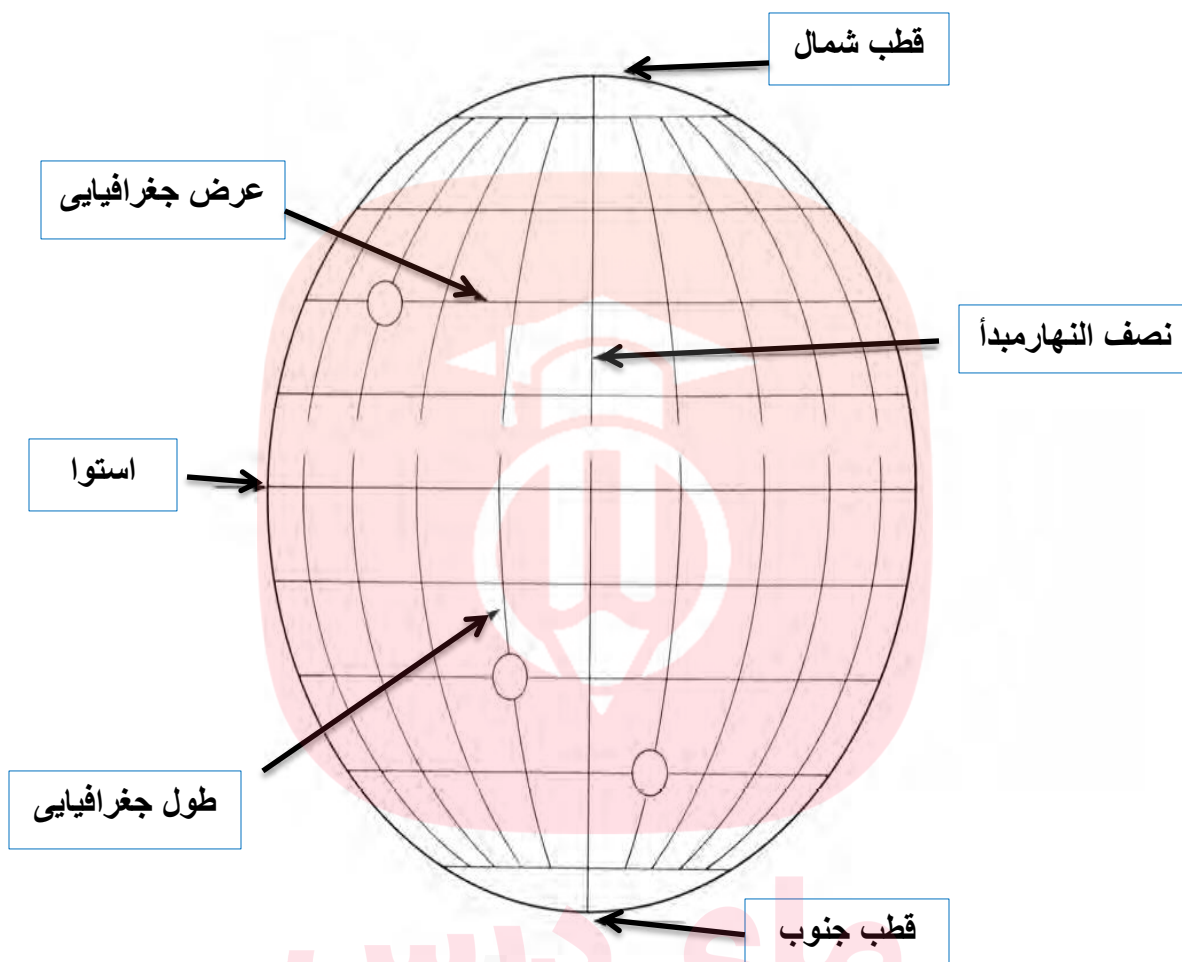 قطب شمال
عرض جغرافیایی
نصف النهارمبدأ
استوا
طول جغرافیایی
قطب جنوب